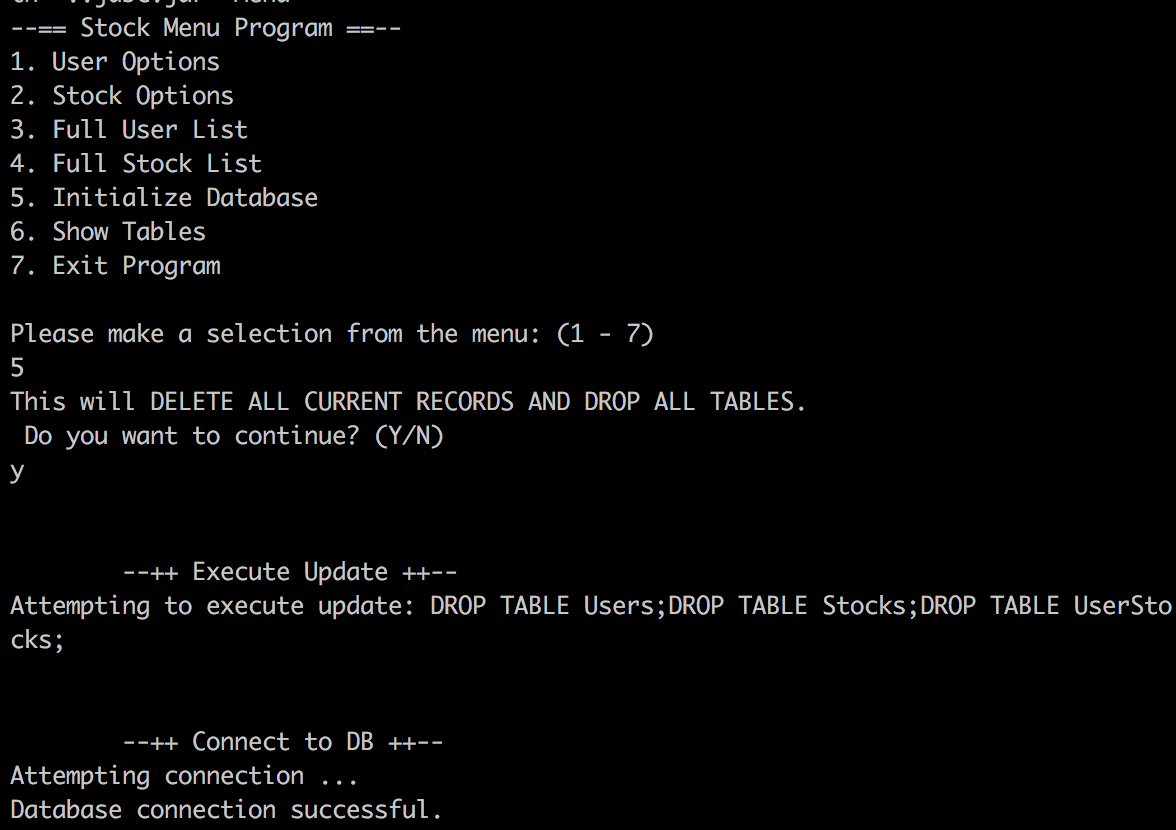 --== Stock Menu Program ==--
1. User Options
2. Stock Options
3. Full User List
4. Full Stock List
5. Initialize Database
6. Show Tables
7. Exit Program
Please make a selection from the menu: (1 - 7)
5
This will DELETE ALL CURRENT RECORDS AND DROP ALL TABLES.
Do you want to continue? (Y/N)
y
--++ Execute Update ++--
Attempting to execute update: DROP TABLE Users;DROP TABLE Stocks;DROP TABLE UserSto
cks;
--++ Connect to DB ++--
Attempting connection ...
Database connection successful.